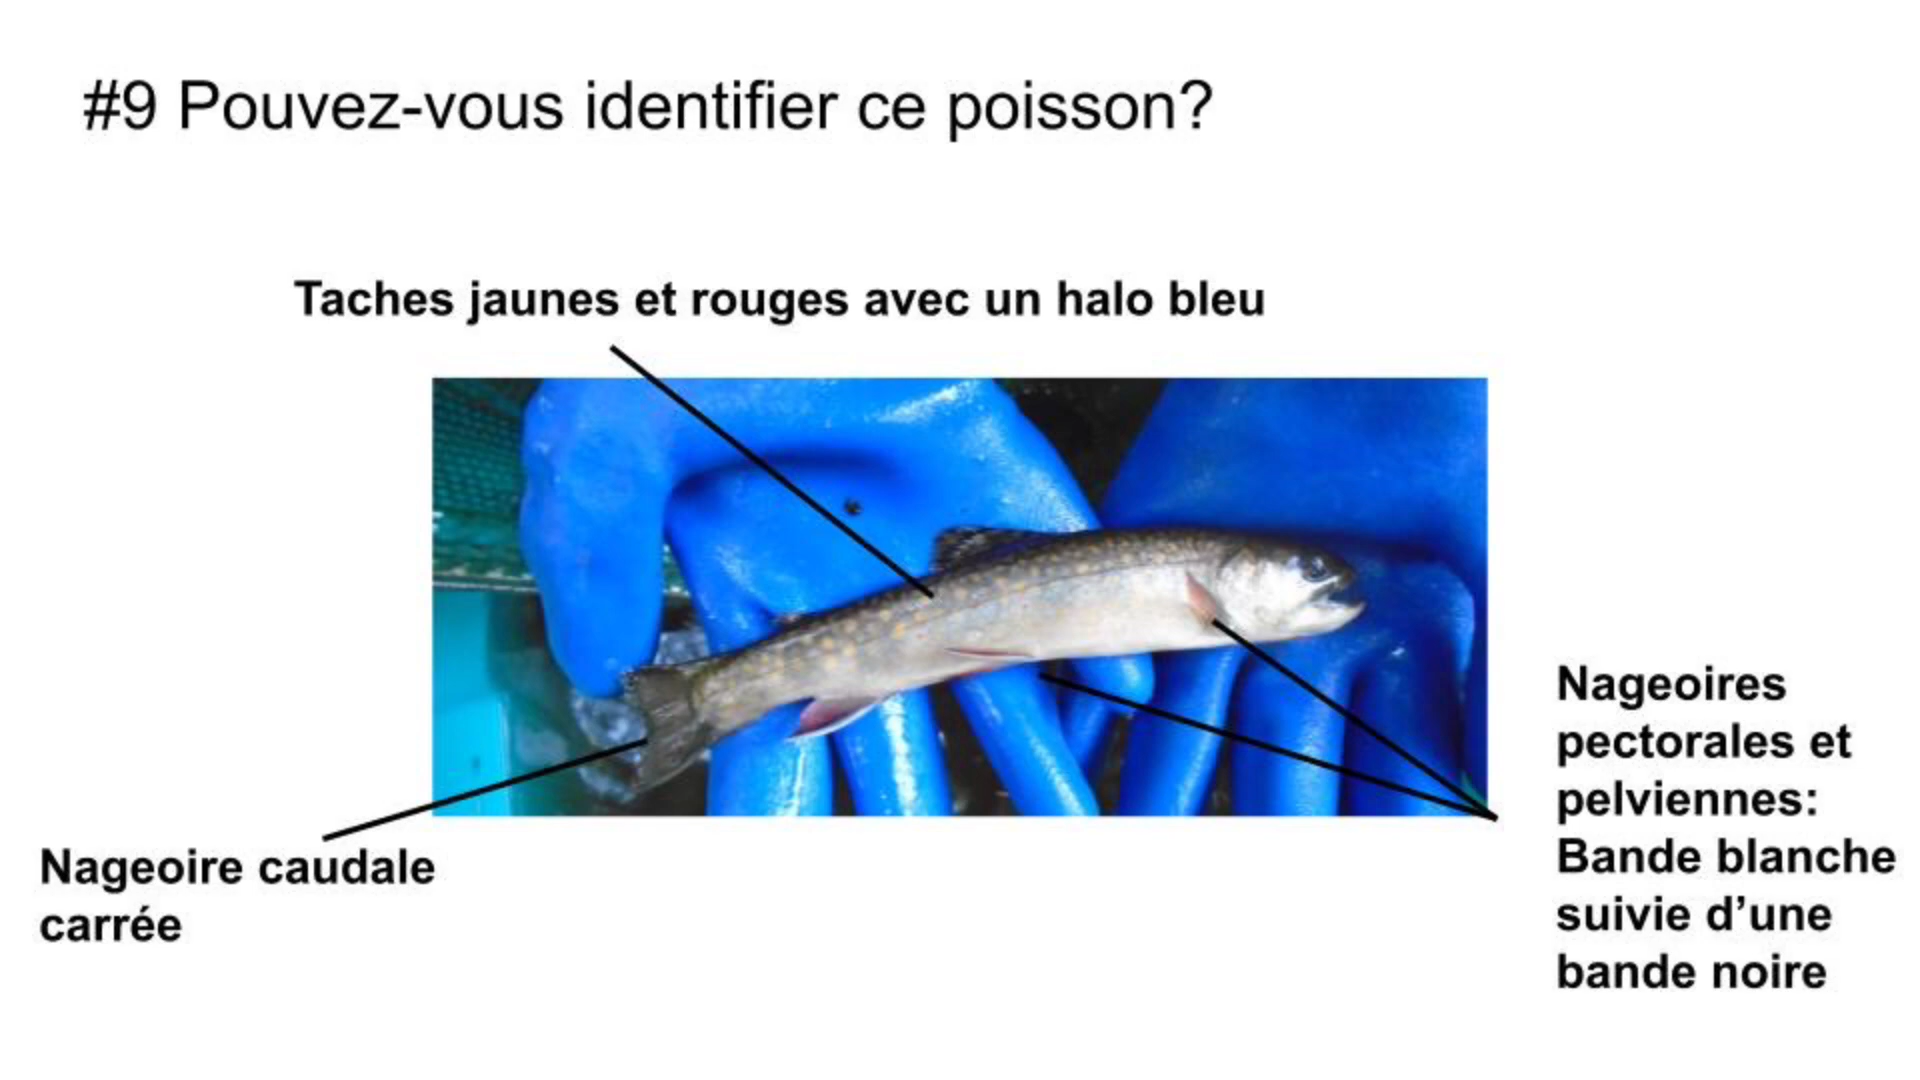 #9 Pouvez-vous identifier ce poisson?
Taches jaunes et rouges avec un halo bleu
Nageoires
pectorales et
pelviennes:
Bande blanche
suivie d’une
bande noire
Nageoire caudale
carrée